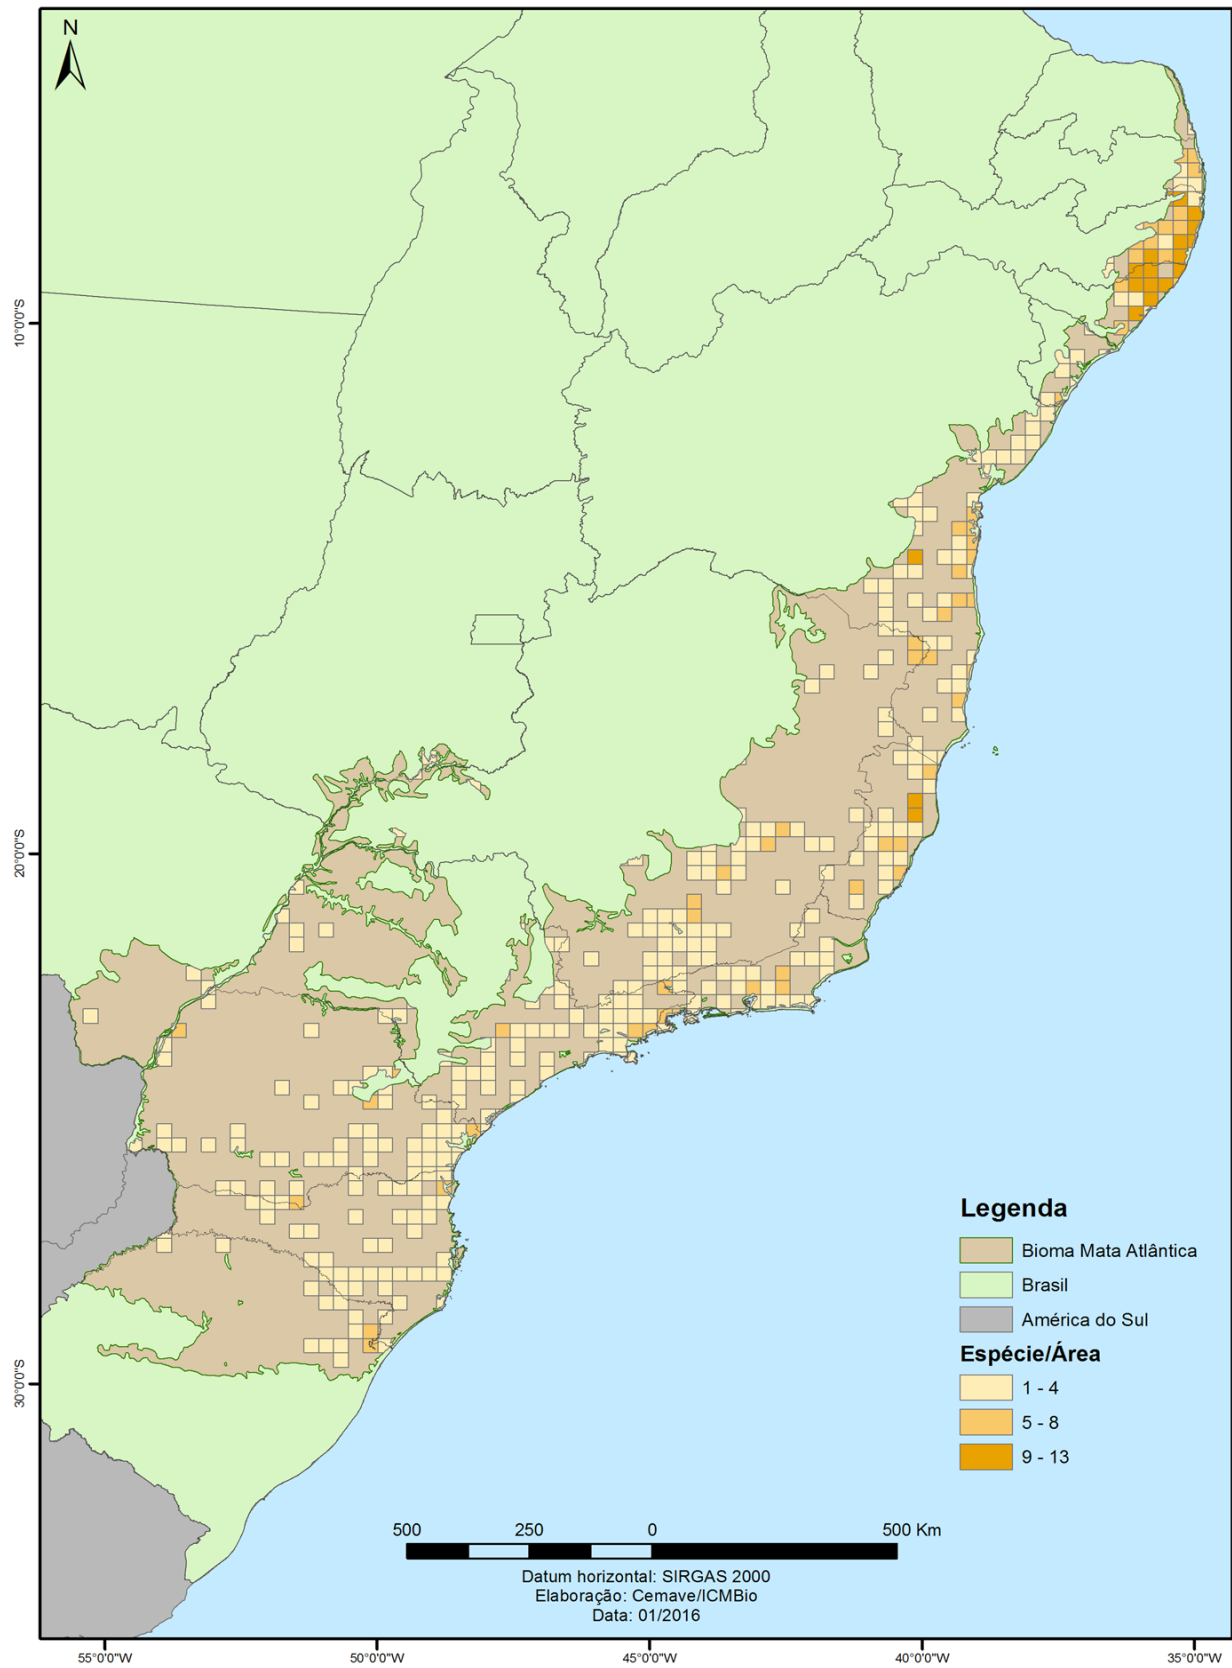 N
10°0'0"S
20°0'0"S
30°0'0"S
Legenda
Bioma Mata Atlântica
Brasil
América do Sul
Espécie/Área
1 - 4
5 - 8
9 - 13
500 250 0 500 Km
Datum horizontal: SIRGAS 2000
Elaboração: Cemave/ICMBio
Data: 01/2016
55°0'0"W 50°0'0"W 45°0'0"W 40°0'0"W 35°0'0"W